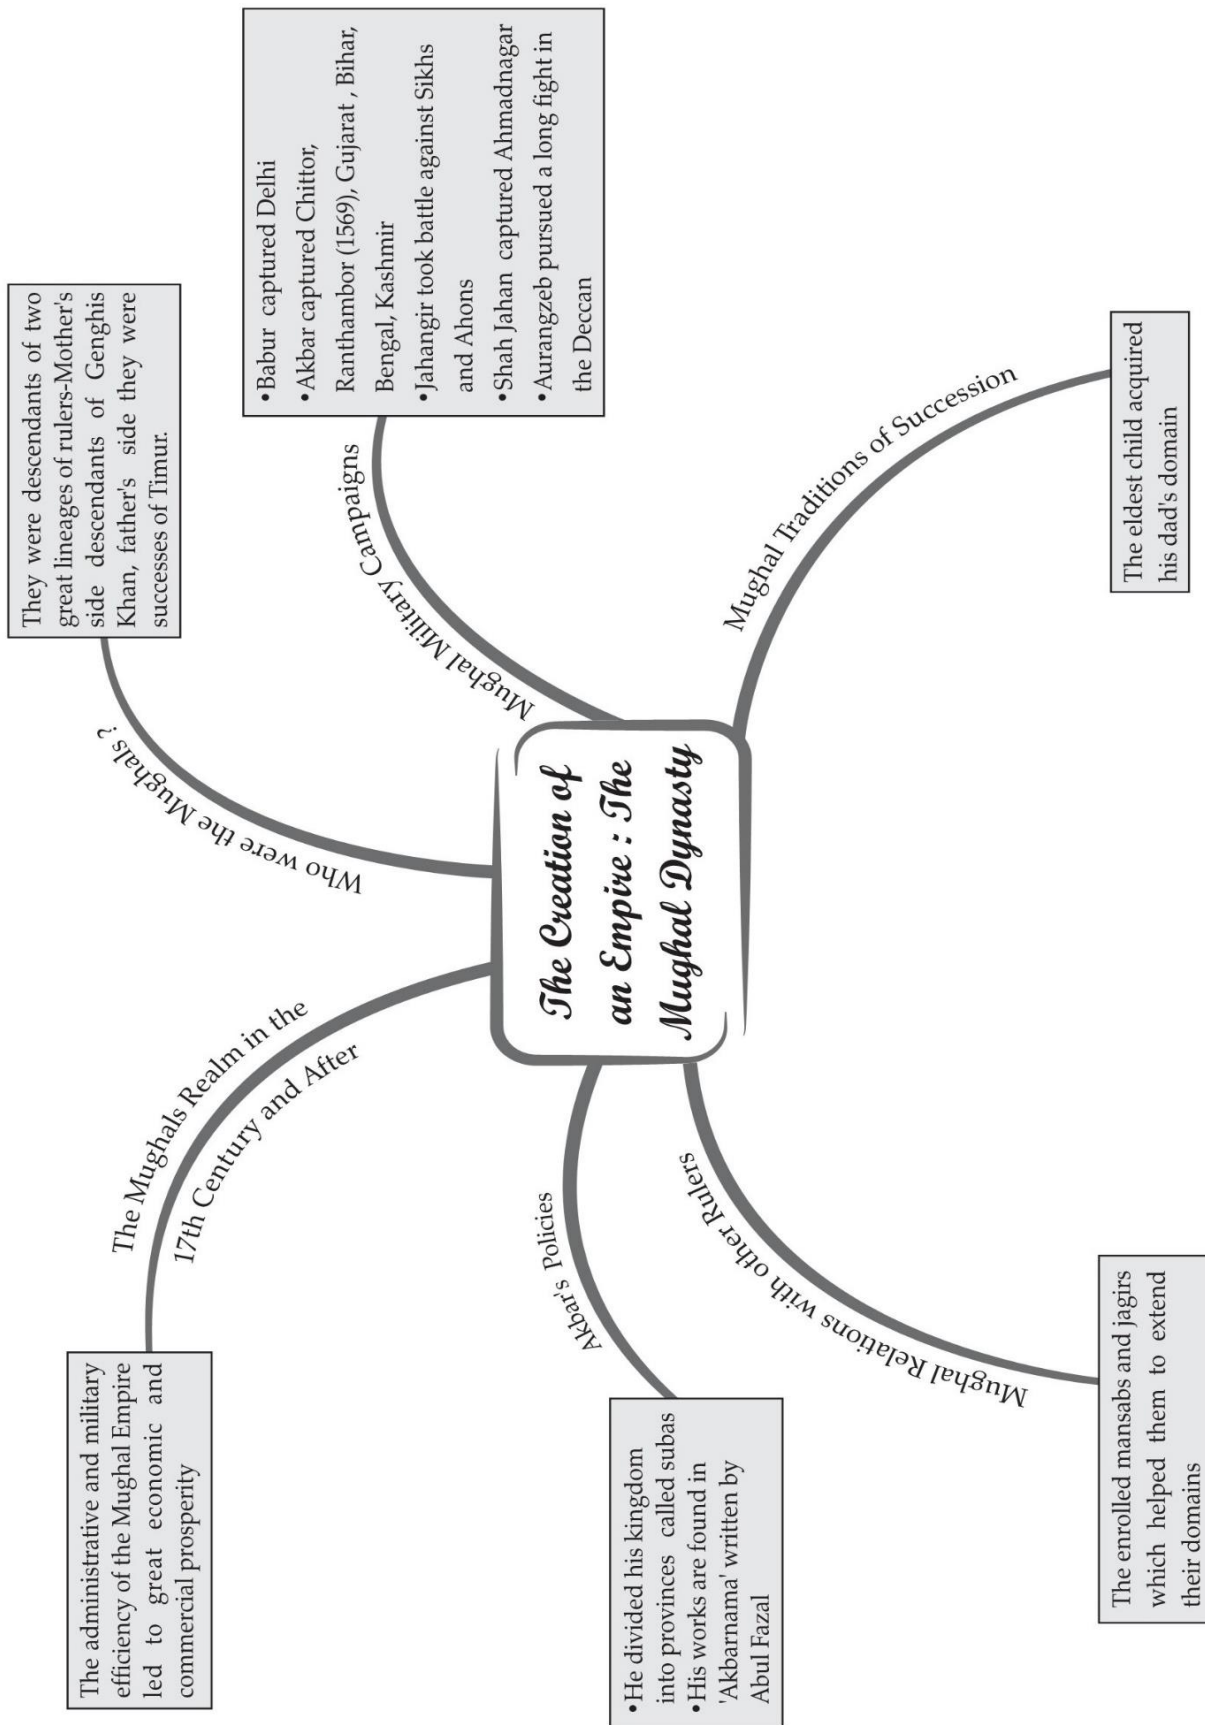 The Creation of
an Empire : The
Mughal Dynasty
Who were the Mughals ?
They were descendants of two
great lineages of rulers-Mother's
side descendants of Genghis
Khan, father's side they were
successes of Timur.
Mughal Military Campaigns
•Babur captured Delhi
•Akbar captured Chittor,
Ranthambor (1569), Gujarat , Bihar,
Bengal, Kashmir
•Jahangir took battle against Sikhs
and Ahons
•Shah Jahan captured Ahmadnagar
•Aurangzeb pursued a long fight in
the Deccan
Mughal Traditions of Succession
The eldest child acquired
his dad's domain
Mughal Relations with other Rulers
The enrolled mansabs and jagirs
which helped them to extend
their domains
Akbar's Policies
•He divided his kingdom
into provinces called subas
•His works are found in
'Akbarnama' written by
Abul Fazal
The Mughals Realm in the
17th Century and After
The administrative and military
efficiency of the Mughal Empire
led to great economic and
commercial prosperity